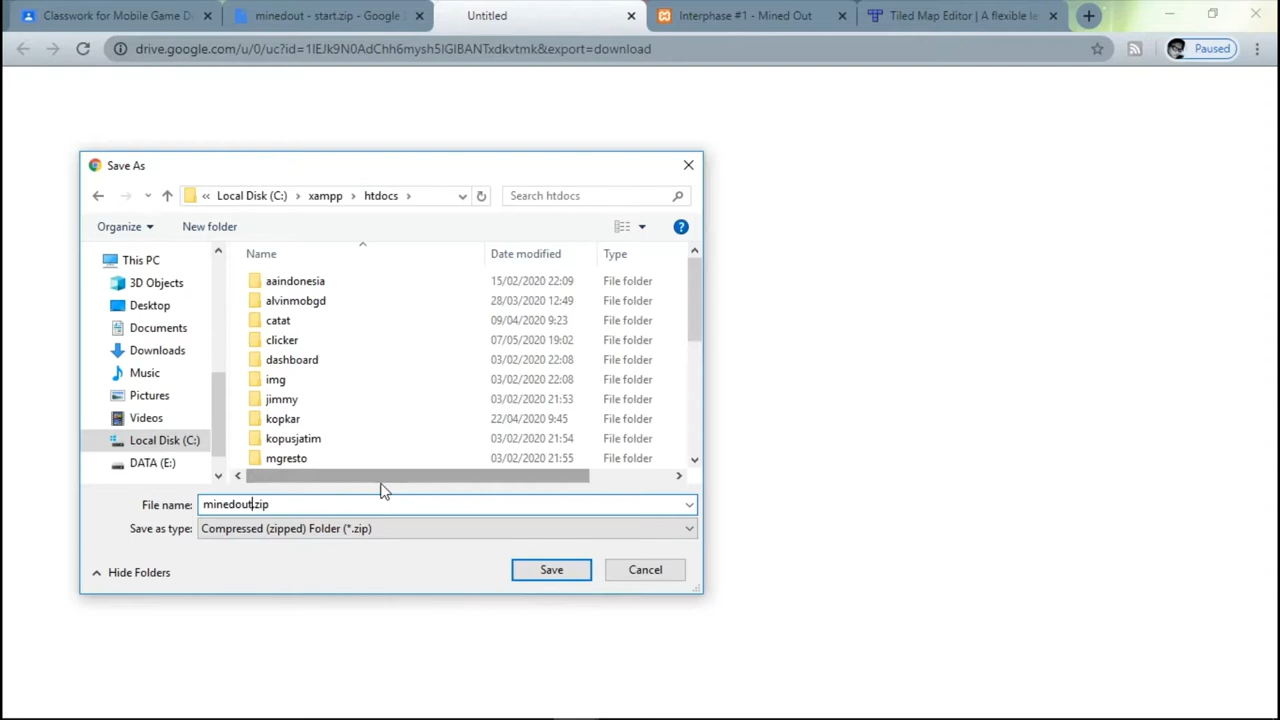 Classwork for Mobile Game D
minedout - start.zip - Google
Untitled
Interphase #1 - Mined Out
Tiled Map Editor | A flexible le
drive.google.com/u/0/uc?id=1IEJk9N0AdChh6mysh5IGIBANTxdkvtmk&export=download
Paused
Save As
« Local Disk (C:) › xampp › htdocs ›
Search htdocs
Organize
New folder
This PC
3D Objects
Desktop
Documents
Downloads
Music
Pictures
Videos
Local Disk (C:)
DATA (E:)
Name Date modified Type
aaindonesia 15/02/2020 22:09 File folder
alvinmobgd 28/03/2020 12:49 File folder
catat 09/04/2020 9:23 File folder
clicker 07/05/2020 19:02 File folder
dashboard 03/02/2020 22:08 File folder
img 03/02/2020 22:08 File folder
jimmy 03/02/2020 21:53 File folder
kopkar 22/04/2020 9:45 File folder
kopusjatim 03/02/2020 21:54 File folder
mgresto 03/02/2020 21:55 File folder
File name: minedout.zip
Save as type: Compressed (zipped) Folder (*.zip)
Hide Folders
Save
Cancel